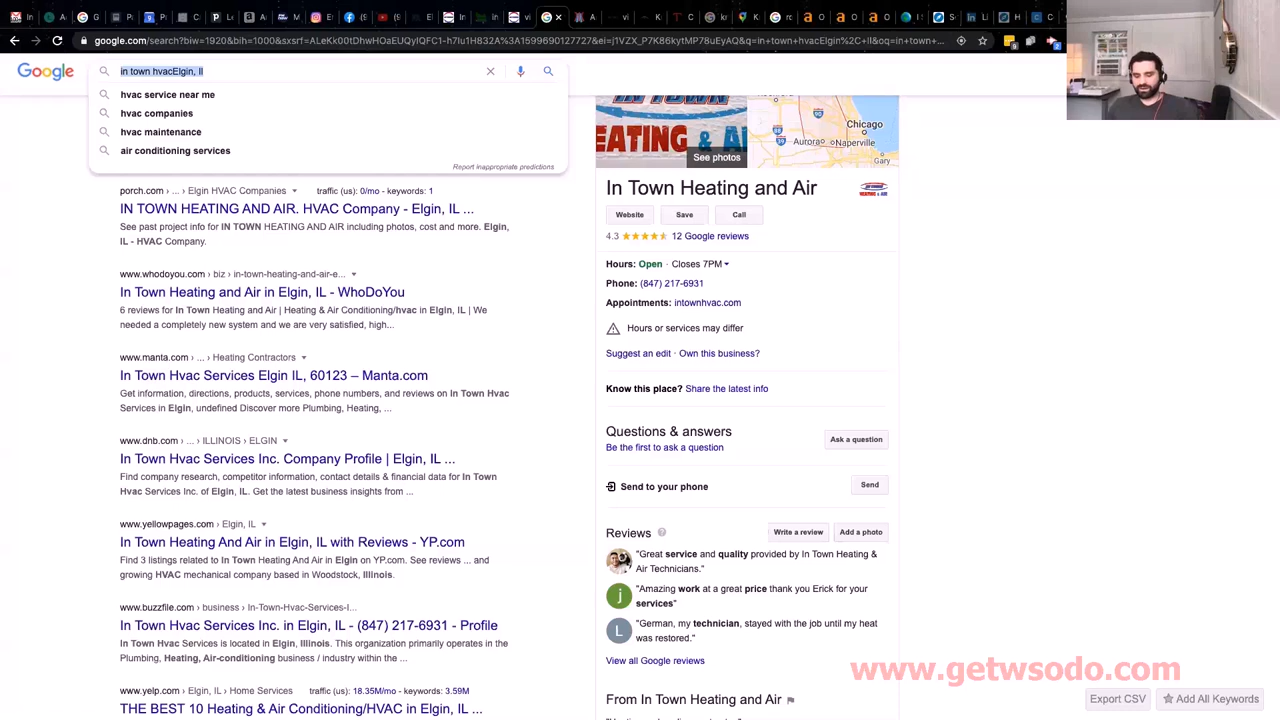 google.com/search?biw=1920&bih=1000&sxsrf=ALeKk00tDhwHOaEUQyIQFC1-h7Iu1H832A%3A1599690127727&ei=j1VZX_P7K86kytMP78uEyAQ&q=in+town+hvacElgin%2C+il&oq=in+town+...
Google
in town hvacElgin, Il
hvac service near me
hvac companies
hvac maintenance
air conditioning services
Report inappropriate predictions
porch.com › ... › Elgin HVAC Companies traffic (us): 0/mo - keywords: 1
IN TOWN HEATING AND AIR. HVAC Company - Elgin, IL ...
See past project info for IN TOWN HEATING AND AIR including photos, cost and more. Elgin,
IL - HVAC Company.
www.whodoyou.com › biz › in-town-heating-and-air-e...
In Town Heating and Air in Elgin, IL - WhoDoYou
6 reviews for In Town Heating and Air | Heating & Air Conditioning/hvac in Elgin, IL | We
needed a completely new system and we are very satisfied, high...
www.manta.com › ... › Heating Contractors
In Town Hvac Services Elgin IL, 60123 – Manta.com
Get information, directions, products, services, phone numbers, and reviews on In Town Hvac
Services in Elgin, undefined Discover more Plumbing, Heating, ...
www.dnb.com › ... › ILLINOIS › ELGIN
In Town Hvac Services Inc. Company Profile | Elgin, IL ...
Find company research, competitor information, contact details & financial data for In Town
Hvac Services Inc. of Elgin, IL. Get the latest business insights from ...
www.yellowpages.com › Elgin, IL
In Town Heating And Air in Elgin, IL with Reviews - YP.com
Find 3 listings related to In Town Heating And Air in Elgin on YP.com. See reviews ... and
growing HVAC mechanical company based in Woodstock, Illinois.
www.buzzfile.com › business › In-Town-Hvac-Services-I...
In Town Hvac Services Inc. in Elgin, IL - (847) 217-6931 - Profile
In Town Hvac Services is located in Elgin, Illinois. This organization primarily operates in the
Plumbing, Heating, Air-conditioning business / industry within the ...
www.yelp.com › Elgin, IL › Home Services traffic (us): 18.35M/mo - keywords: 3.59M
THE BEST 10 Heating & Air Conditioning/HVAC in Elgin, IL ...
IN TOWN
HEATING & AI
See photos
88
90
Chicago
Aurora
Naperville
39
55
Gary
In Town Heating and Air
Website Save Call
4.3 12 Google reviews
Hours: Open · Closes 7PM
Phone: (847) 217-6931
Appointments: intownhvac.com
Hours or services may differ
Suggest an edit · Own this business?
Know this place? Share the latest info
Questions & answers
Be the first to ask a question
Ask a question
Send to your phone
Send
Reviews
Write a review Add a photo
"Great service and quality provided by In Town Heating &
Air Technicians."
j
"Amazing work at a great price thank you Erick for your
services"
L
"German, my technician, stayed with the job until my heat
was restored."
View all Google reviews
From In Town Heating and Air
www.getwsodo.com
Export CSV
Add All Keywords